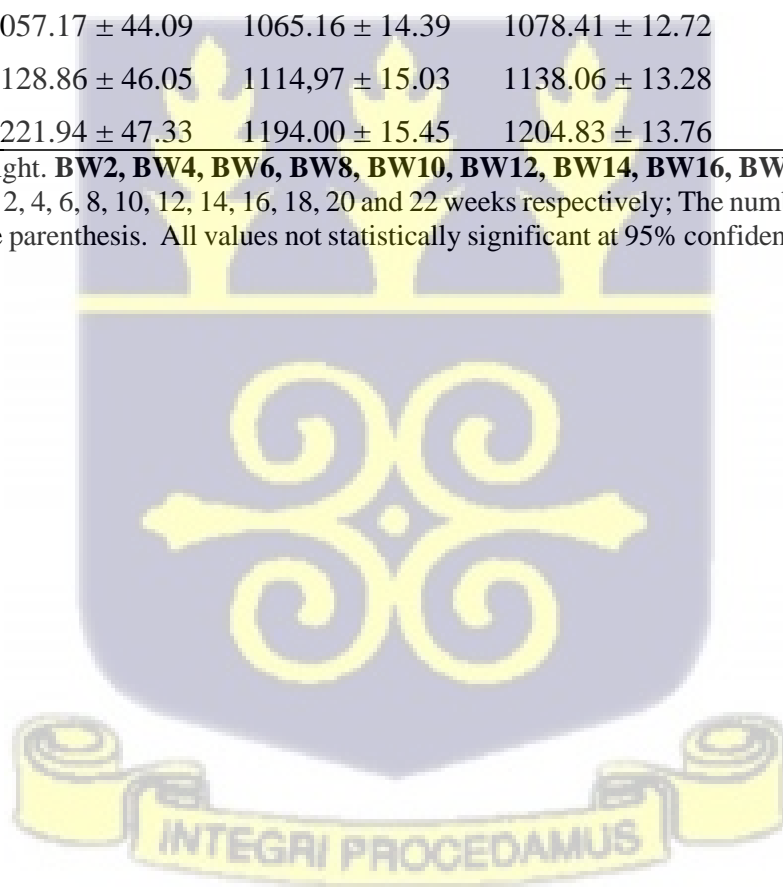 057.17 ± 44.09 1065.16 ± 14.39 1078.41 ± 12.72
128.86 ± 46.05 1114,97 ± 15.03 1138.06 ± 13.28
221.94 ± 47.33 1194.00 ± 15.45 1204.83 ± 13.76
ght. BW2, BW4, BW6, BW8, BW10, BW12, BW14, BW16, BW
2, 4, 6, 8, 10, 12, 14, 16, 18, 20 and 22 weeks respectively; The numb
e parenthesis. All values not statistically significant at 95% confiden
INTEGRI PROCEDAMUS